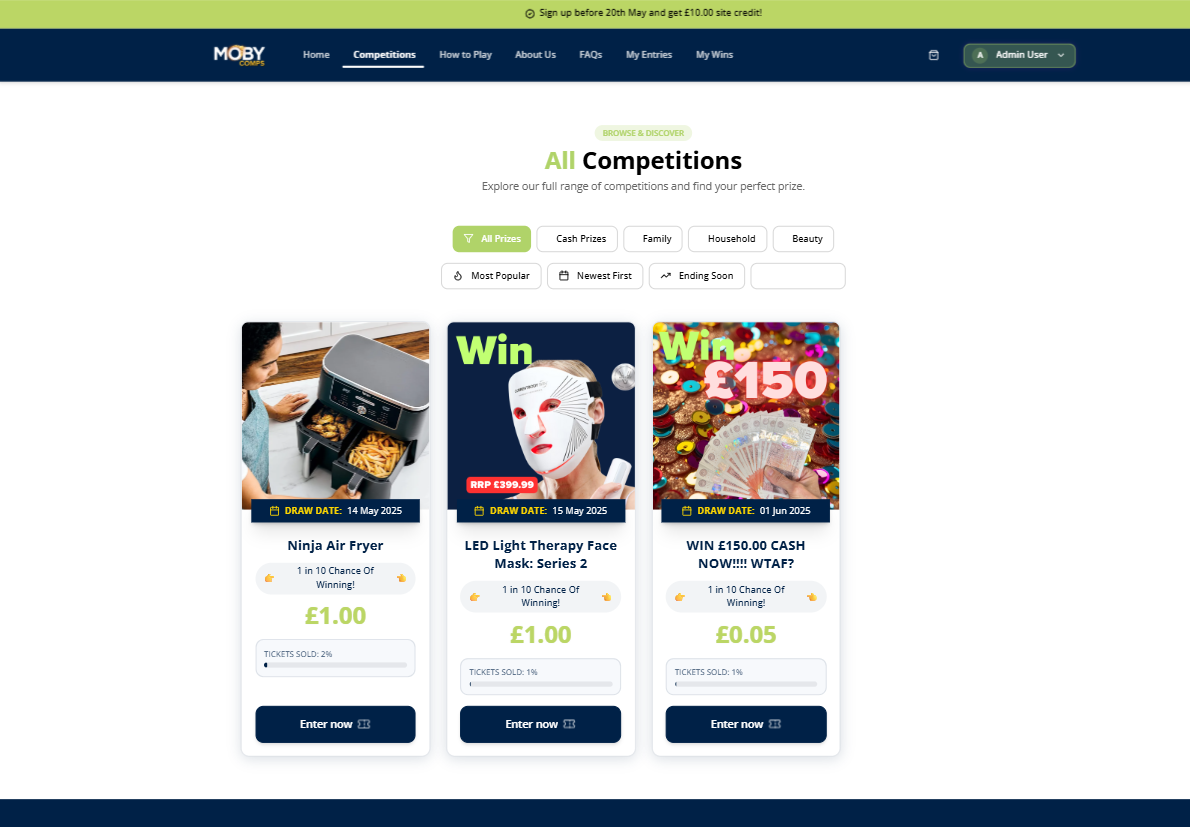 Sign up before 20th May and get £10.00 site credit!
MOBY
COMPS
Home
Competitions
How to Play
About Us
FAQs
My Entries
My Wins
A
Admin User
BROWSE & DISCOVER
All Competitions
Explore our full range of competitions and find your perfect prize.
All Prizes
Cash Prizes
Family
Household
Beauty
Most Popular
Newest First
Ending Soon
DRAW DATE: 14 May 2025
Ninja Air Fryer
1 in 10 Chance Of
Winning!
£1.00
TICKETS SOLD: 2%
Enter now
Win
RRP £399.99
DRAW DATE: 15 May 2025
LED Light Therapy Face
Mask: Series 2
1 in 10 Chance Of
Winning!
£1.00
TICKETS SOLD: 1%
Enter now
Win
£150
DRAW DATE: 01 Jun 2025
WIN £150.00 CASH
NOW!!!! WTAF?
1 in 10 Chance Of
Winning!
£0.05
TICKETS SOLD: 1%
Enter now